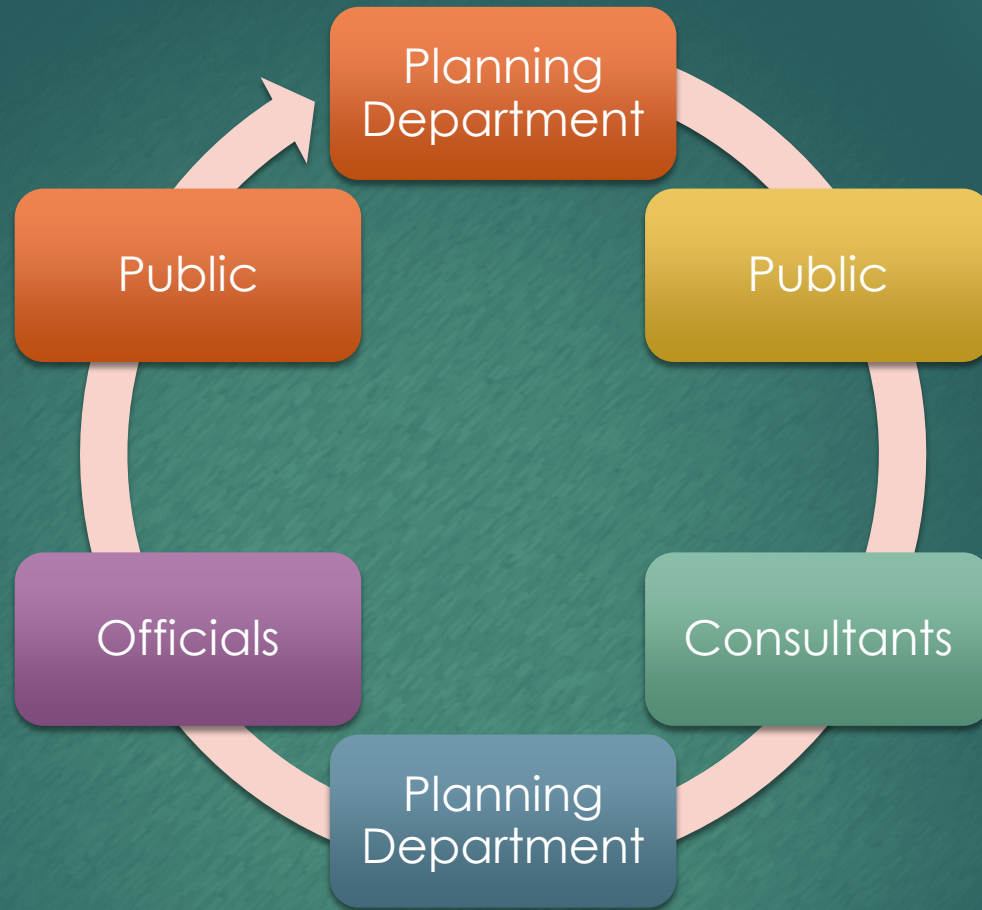 Planning
Department
Public
Public
Officials
Consultants
Planning
Department